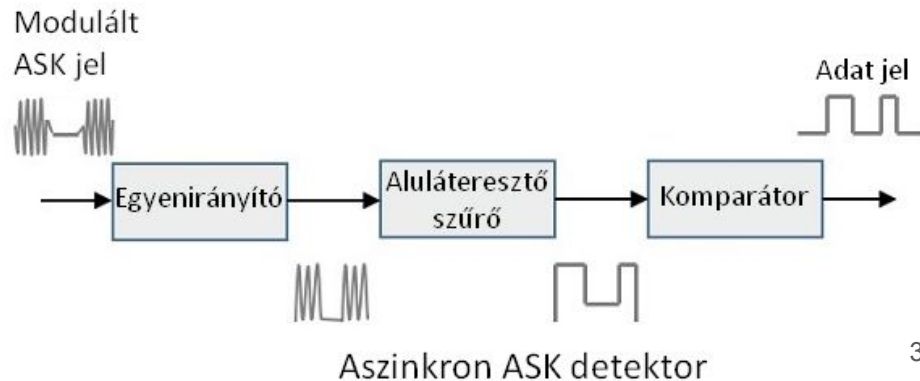 Modulált
ASK jel
Adat jel
Egyenirányító
Aluláteresztő
szűrő
Komparátor
Aszinkron ASK detektor
3